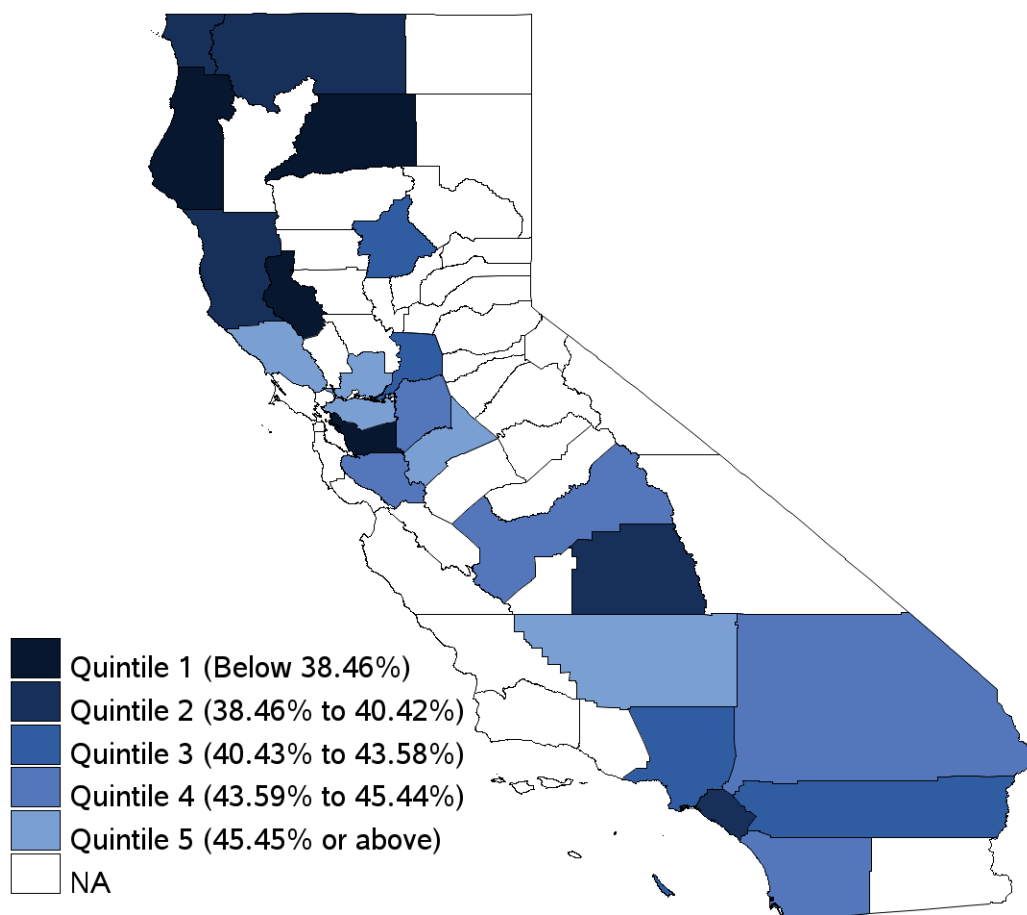 Quintile 1 (Below 38.46%)
Quintile 2 (38.46% to 40.42%)
Quintile 3 (40.43% to 43.58%)
Quintile 4 (43.59% to 45.44%)
Quintile 5 (45.45% or above)
NA